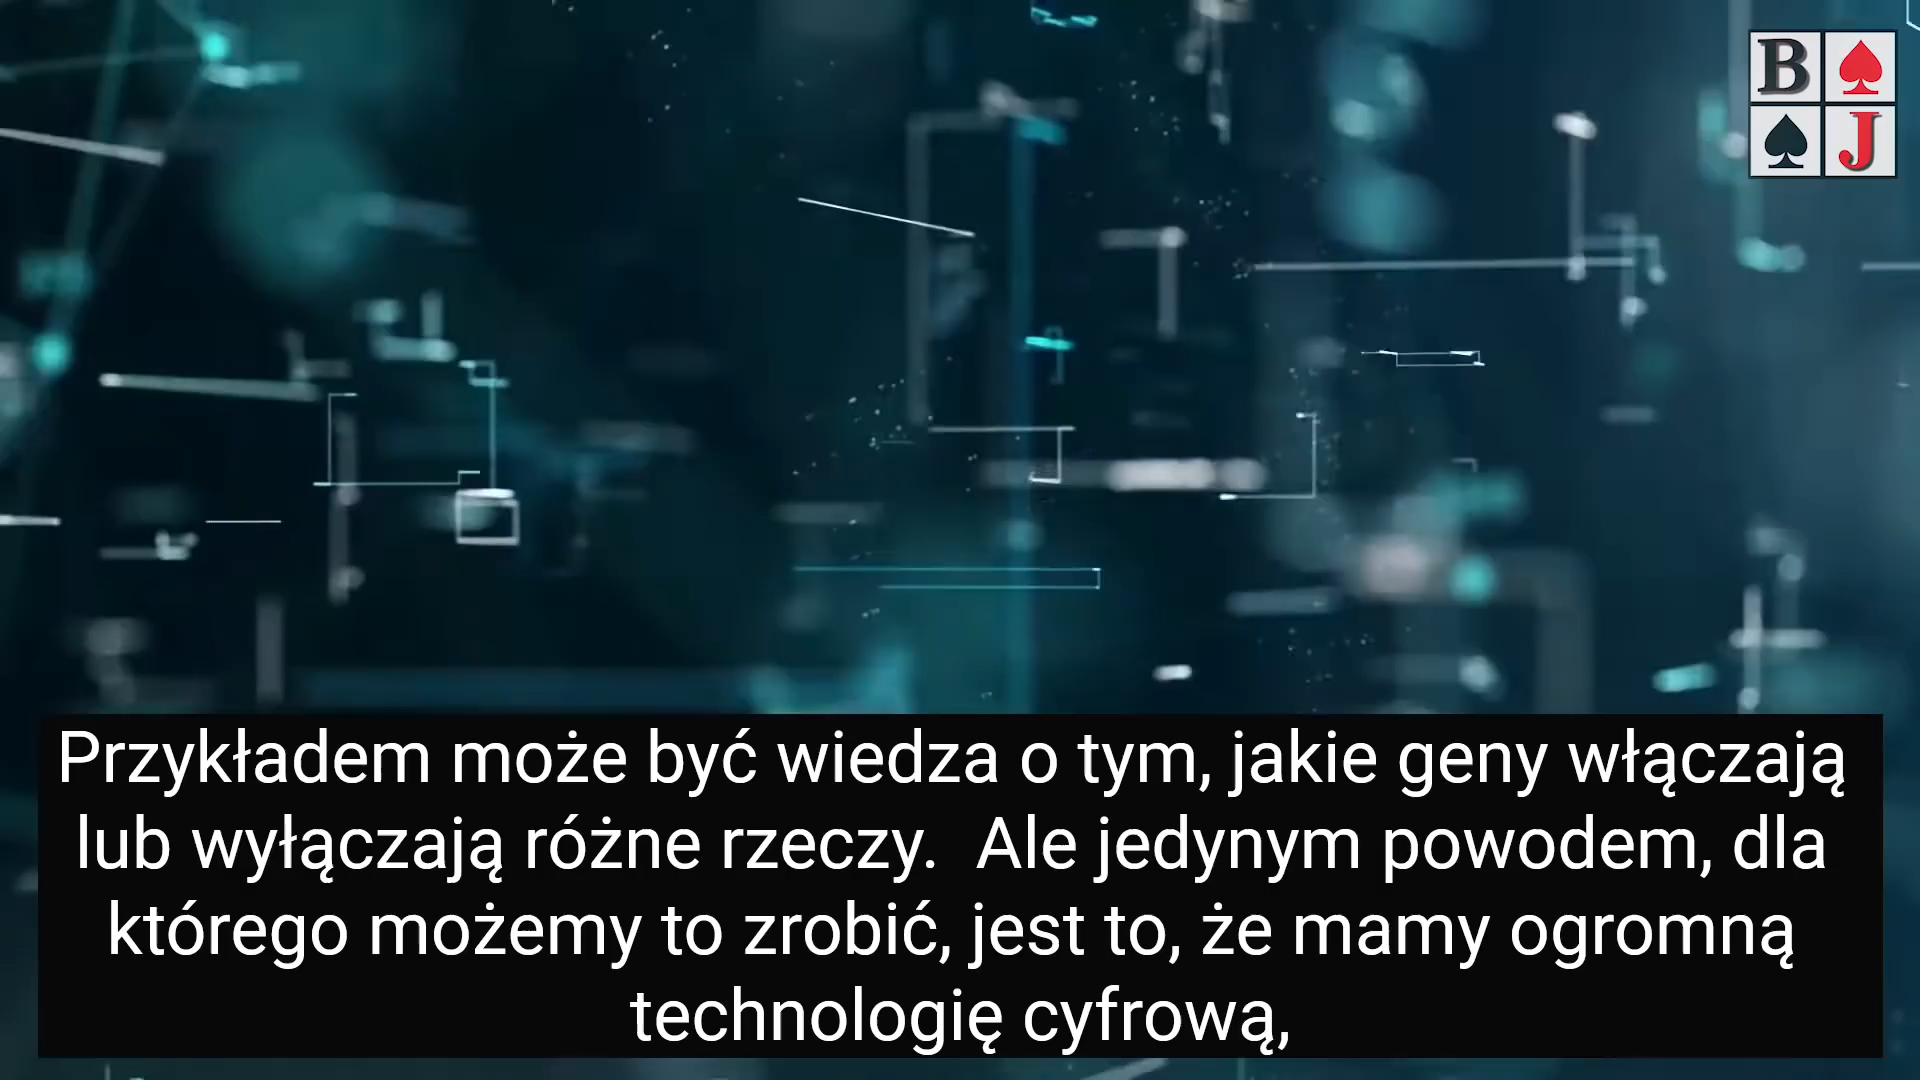 B
J
Przykładem może być wiedza o tym, jakie geny włączają
lub wyłączają różne rzeczy.  Ale jedynym powodem, dla
którego możemy to zrobić, jest to, że mamy ogromną
technologię cyfrową,